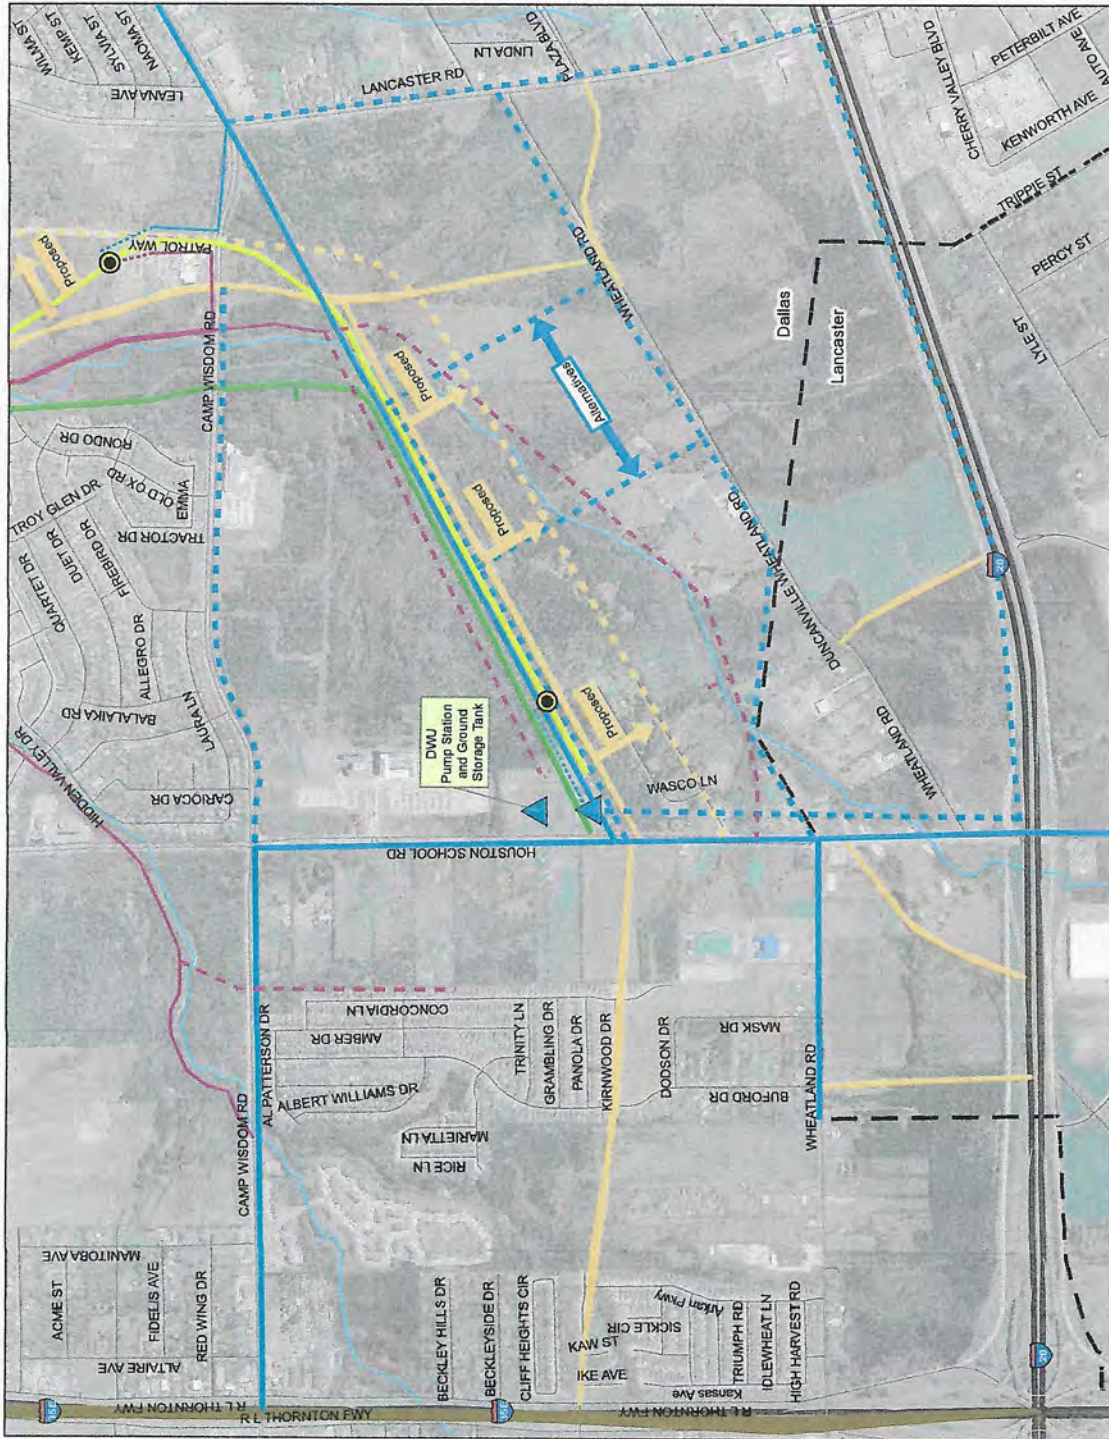 WILMA ST
KEMP ST
SYLVIA ST
NAOMA ST
LEANA AVE
LINDA LN
PLAZA BLVD
LANCASTER RD
CHERRY VALLEY BLVD
PETERBILT AVE
AUTO AVE
KENWORTH AVE
TRIPPIE ST
PERCY ST
LYLE ST
PATROL WAY
Proposed
CAMP WISDOM RD
WHEATLAND RD
Dallas
Lancaster
Proposed
Alternatives
Proposed
RONDO DR
OLD OX RD
EMMA
TROY GLEN DR
TRACTOR DR
FIREBIRD DR
DUET DR
QUARTET DR
ALLEGRO DR
BALALAIKA RD
LAURA LN
CARIOCA DR
HIDDEN VALLEY DR
DWU
Pump Station
and Ground
Storage Tank
Proposed
WASCO LN
DUNCANVILLE WHEATLAND RD
WHEATLAND RD
20
HOUSTON SCHOOL RD
CONCORDIA LN
AMBER DR
AL PATTERSON DR
ALBERT WILLIAMS DR
MARIETTA LN
RICE LN
TRINITY LN
GRAMBLING DR
PANOLA DR
KIRNWOOD DR
DODSON DR
MASK DR
BUFORD DR
WHEATLAND RD
CAMP WISDOM RD
MANITOBA AVE
ACME ST
FIDELIS AVE
RED WING DR
ALTAIRE AVE
BECKLEY HILLS DR
BECKLEYSIDE DR
CLIFF HEIGHTS CIR
Arkan Pkwy
SICKLE CIR
KAW ST
IKE AVE
Kansas Ave
TRIUMPH RD
IDLEWHEAT LN
HIGH HARVEST RD
35E
R L THORNTON FWY
R L THORNTON FWY
35E
R L THORNTON FWY
20